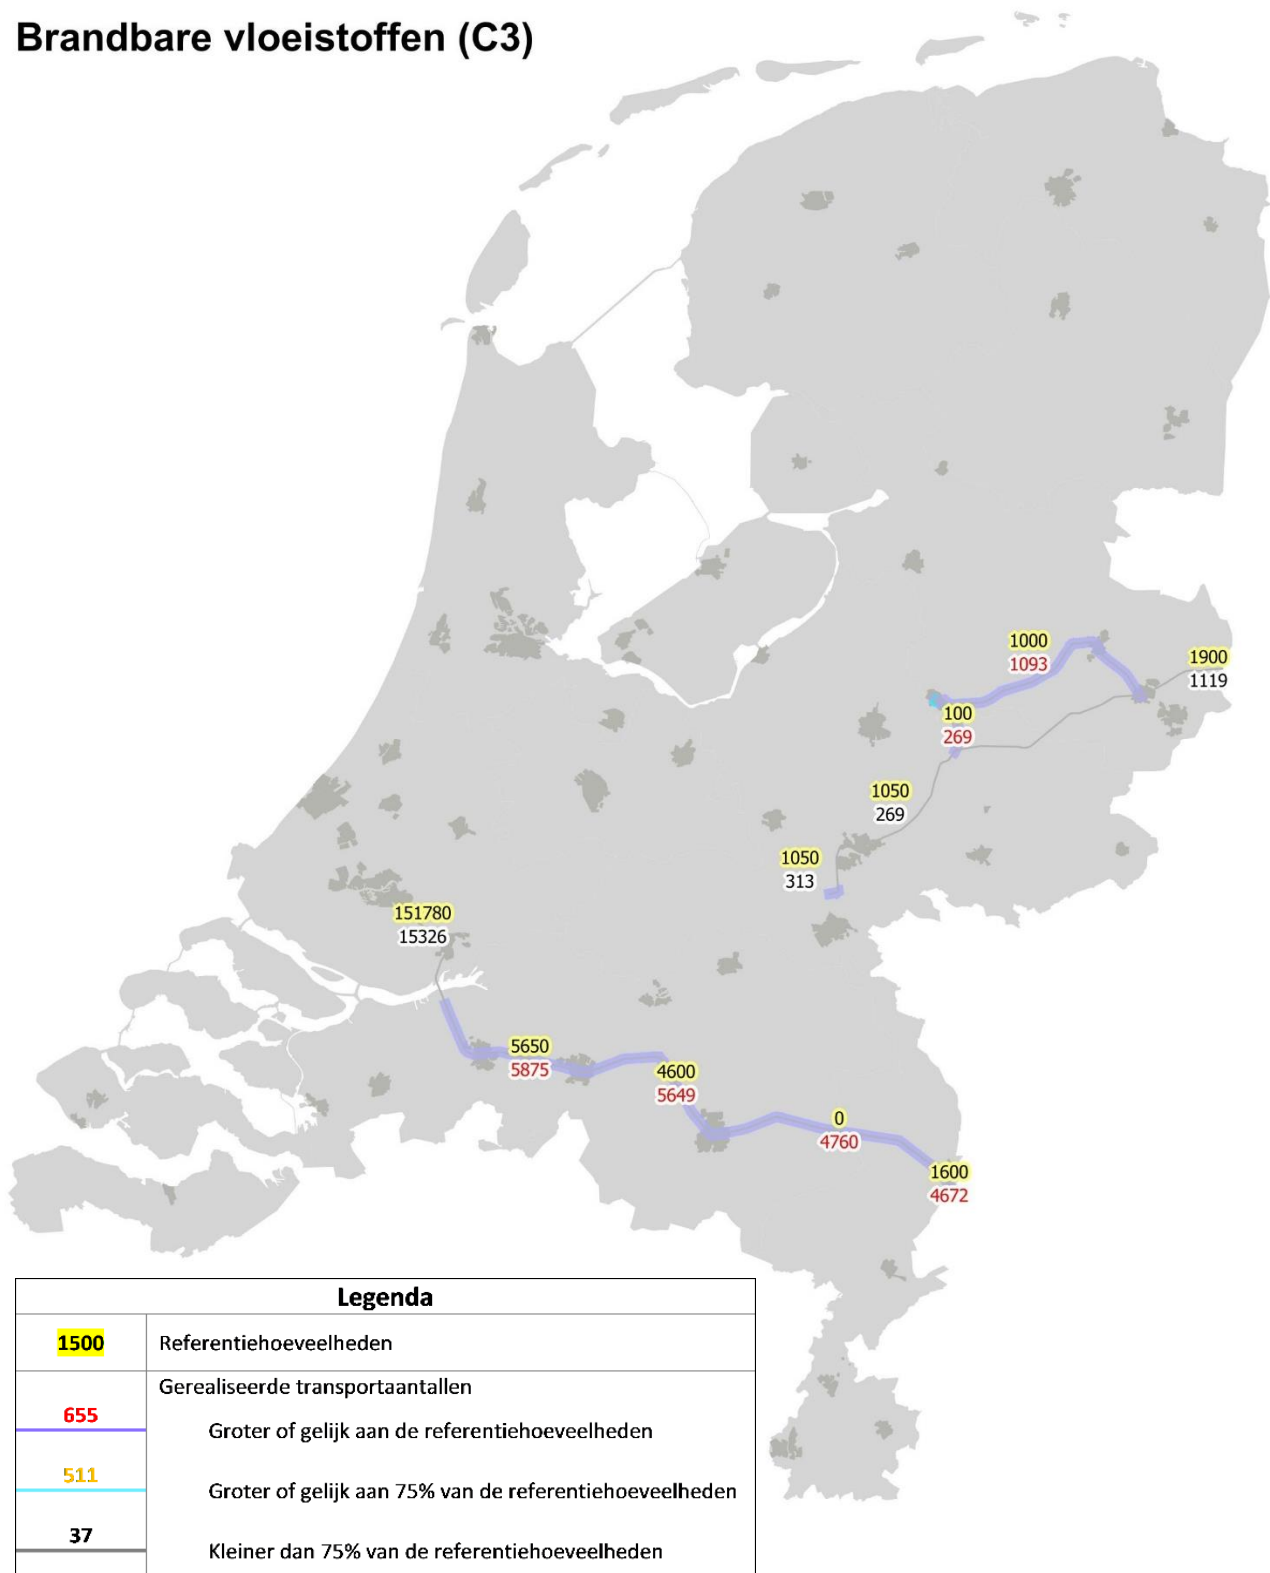 Brandbare vloeistoffen (C3)
1000
1093
1900
1119
100
269
1050
269
1050
313
151780
15326
5650
5875
4600
5649
0
4760
1600
4672
Legenda
1500 Referentiehoeveelheden
Gerealiseerde transportaantallen
655 Groter of gelijk aan de referentiehoeveelheden
511 Groter of gelijk aan 75% van de referentiehoeveelheden
37 Kleiner dan 75% van de referentiehoeveelheden